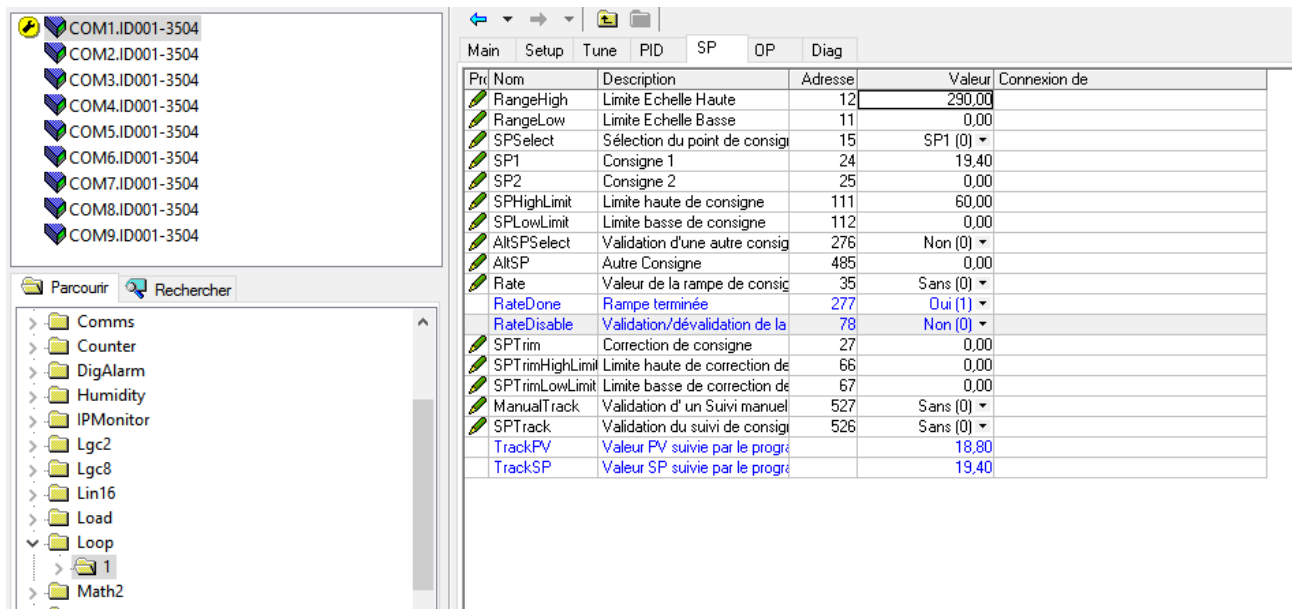 COM1.ID001-3504
COM2.ID001-3504
COM3.ID001-3504
COM4.ID001-3504
COM5.ID001-3504
COM6.ID001-3504
COM7.ID001-3504
COM8.ID001-3504
COM9.ID001-3504
Parcourir Rechercher
Comms
Counter
DigAlarm
Humidity
IPMonitor
Lgc2
Lgc8
Lin16
Load
Loop
1
Math2
Main Setup Tune PID SP OP Diag
Pro Nom Description Adresse Valeur Connexion de
RangeHigh Limite Echelle Haute 12 290,00
RangeLow Limite Echelle Basse 11 0,00
SPSelect Sélection du point de consign 15 SP1 (0)
SP1 Consigne 1 24 19,40
SP2 Consigne 2 25 0,00
SPHighLimit Limite haute de consigne 111 60,00
SPLowLimit Limite basse de consigne 112 0,00
AltSPSelect Validation d'une autre consig 276 Non (0)
AltSP Autre Consigne 485 0,00
Rate Valeur de la rampe de consig 35 Sans (0)
RateDone Rampe terminée 277 Oui (1)
RateDisable Validation/dévalidation de la 78 Non (0)
SPTrim Correction de consigne 27 0,00
SPTrimHighLimit Limite haute de correction de 66 0,00
SPTrimLowLimit Limite basse de correction de 67 0,00
ManualTrack Validation d' un Suivi manuel 527 Sans (0)
SPTrack Validation du suivi de consign 526 Sans (0)
TrackPV Valeur PV suivie par le progra 18,80
TrackSP Valeur SP suivie par le progra 19,40